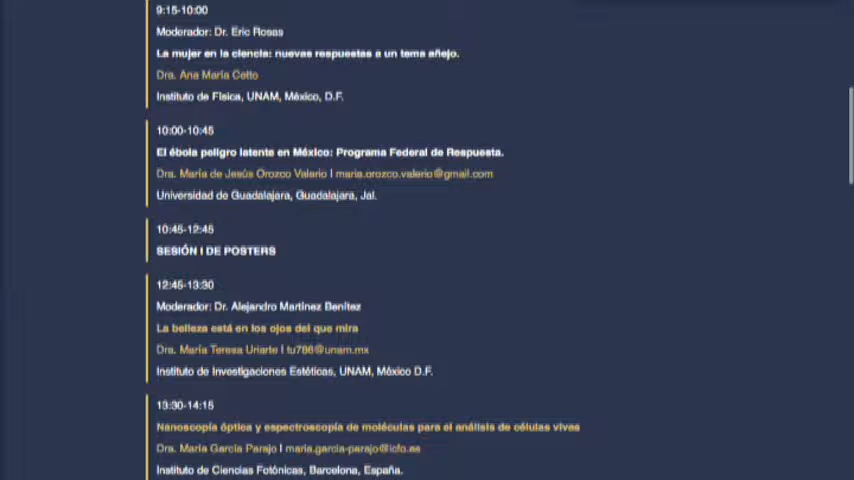 9:15-10:00
Moderador: Dr. Eric Rosas
La mujer en la ciencia: nuevas respuestas a un tema añejo.
Dra. Ana María Cetto
Instituto de Física, UNAM, México, D.F.
10:00-10:45
El ébola peligro latente en México: Programa Federal de Respuesta.
Dra. María de Jesús Orozco Valerio | maria.orozco.valerio@gmail.com
Universidad de Guadalajara, Guadalajara, Jal.
10:45-12:45
SESIÓN I DE POSTERS
12:45-13:30
Moderador: Dr. Alejandro Martínez Benítez
La belleza está en los ojos del que mira
Dra. María Teresa Uriarte | tu786@unam.mx
Instituto de Investigaciones Estéticas, UNAM, México D.F.
13:30-14:15
Nanoscopía óptica y espectroscopía de moléculas para el análisis de células vivas
Dra. María García Parajo | maria.garcia-parajo@icfo.es
Instituto de Ciencias Fotónicas, Barcelona, España.